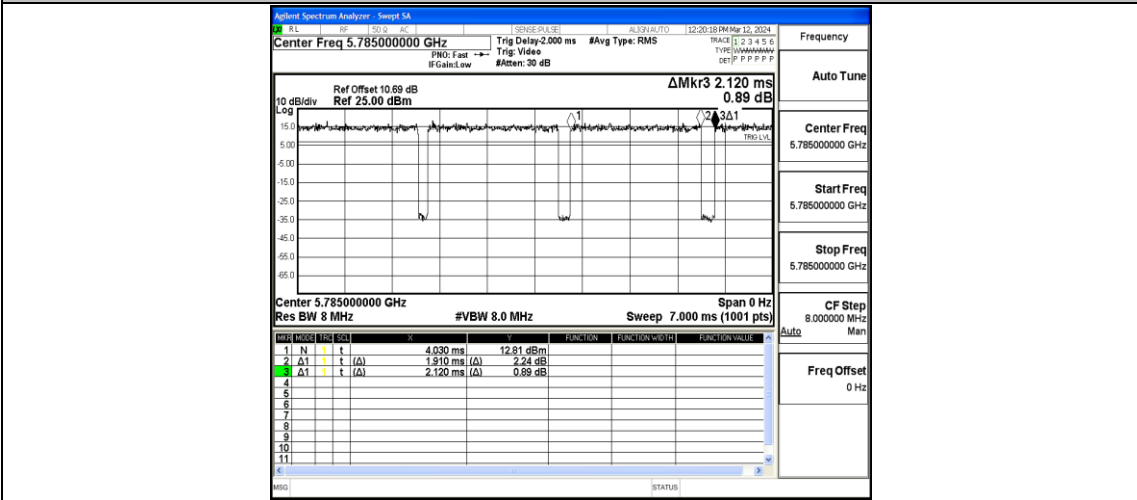 Agilent Spectrum Analyzer - Swept SA
RL RF 50 Ω AC SENSE:PULSE ALIGNAUTO 12:20:18 PM Mar 12, 2024
Center Freq 5.785000000 GHz
Trig Delay-2.000 ms #Avg Type: RMS
TRACE 1 2 3 4 5 6
PNO: Fast Trig: Video
TYPE WWWWWW
IFGain:Low #Atten: 30 dB
DET P P P P P P
Frequency
ΔMkr3 2.120 ms
0.89 dB
Ref Offset 10.69 dB
10 dB/div Ref 25.00 dBm
Log
1 2 3Δ1
15.0
TRIG LVL
5.00
-5.00
-15.0
-25.0
-35.0
-45.0
-55.0
-65.0
Center 5.785000000 GHz Span 0 Hz
Res BW 8 MHz #VBW 8.0 MHz Sweep 7.000 ms (1001 pts)
MKR MODE TRC SCL X Y FUNCTION FUNCTION WIDTH FUNCTION VALUE
1 N 1 t 4.030 ms 12.81 dBm
2 Δ1 1 t (Δ) 1.910 ms (Δ) 2.24 dB
3 Δ1 1 t (Δ) 2.120 ms (Δ) 0.89 dB
4
5
6
7
8
9
10
11
MSG STATUS
Auto Tune
Center Freq
5.785000000 GHz
Start Freq
5.785000000 GHz
Stop Freq
5.785000000 GHz
CF Step
8.000000 MHz
Auto Man
Freq Offset
0 Hz